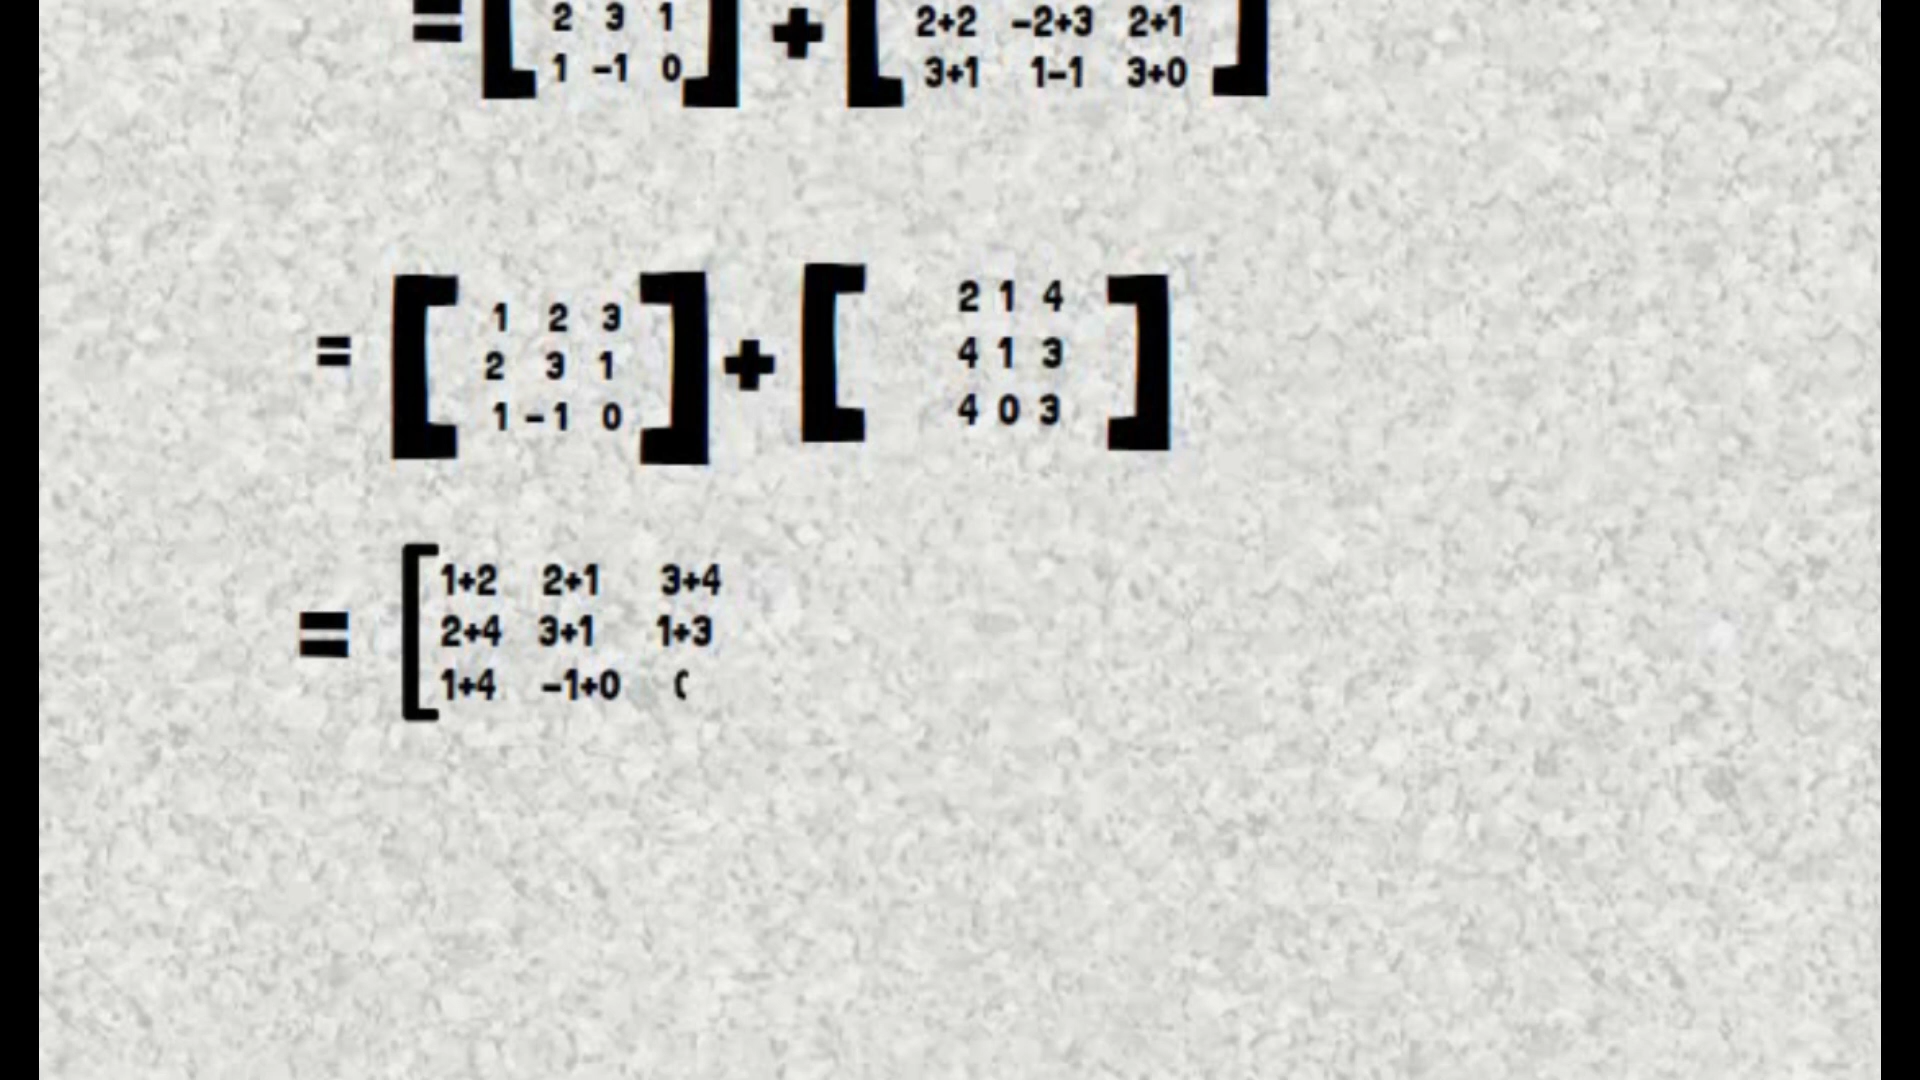 = [ 2 3 1 ] + [ 2+2 -2+3 2+1 ]
1 -1 0 3+1 1-1 3+0
1 2 3 2 1 4
= [ 2 3 1 ] + [ 4 1 3 ]
1 -1 0 4 0 3
1+2 2+1 3+4
= [ 2+4 3+1 1+3
1+4 -1+0